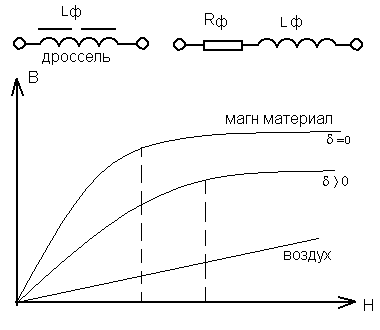 Lф
дроссель
Rф
Lф
B
магн материал
δ=0
δ⟩0
воздух
H